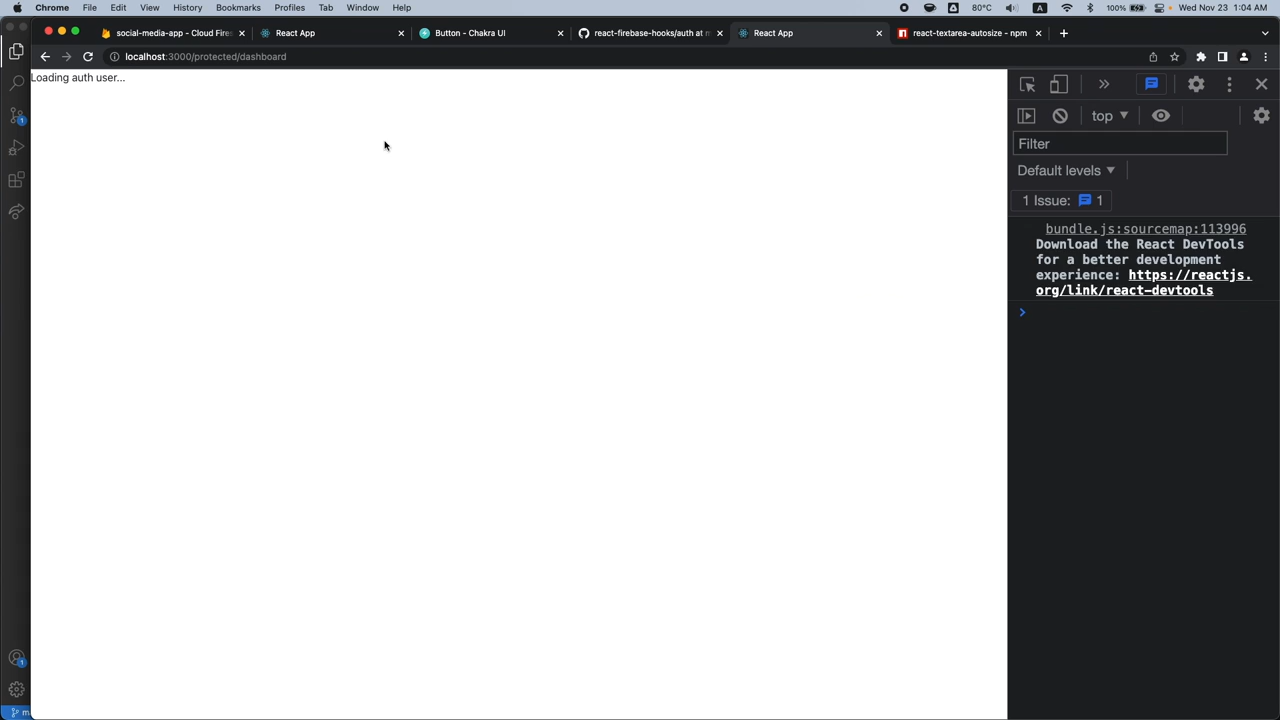 Chrome File Edit View History Bookmarks Profiles Tab Window Help 80°C A 100% Wed Nov 23 1:04 AM
social-media-app - Cloud Fires React App Button - Chakra UI react-firebase-hooks/auth at m React App react-textarea-autosize - npm
localhost:3000/protected/dashboard
Loading auth user...
top
Filter
Default levels
1 Issue: 1
bundle.js:sourcemap:113996
Download the React DevTools
for a better development
experience: https://reactjs.
org/link/react-devtools
1
1